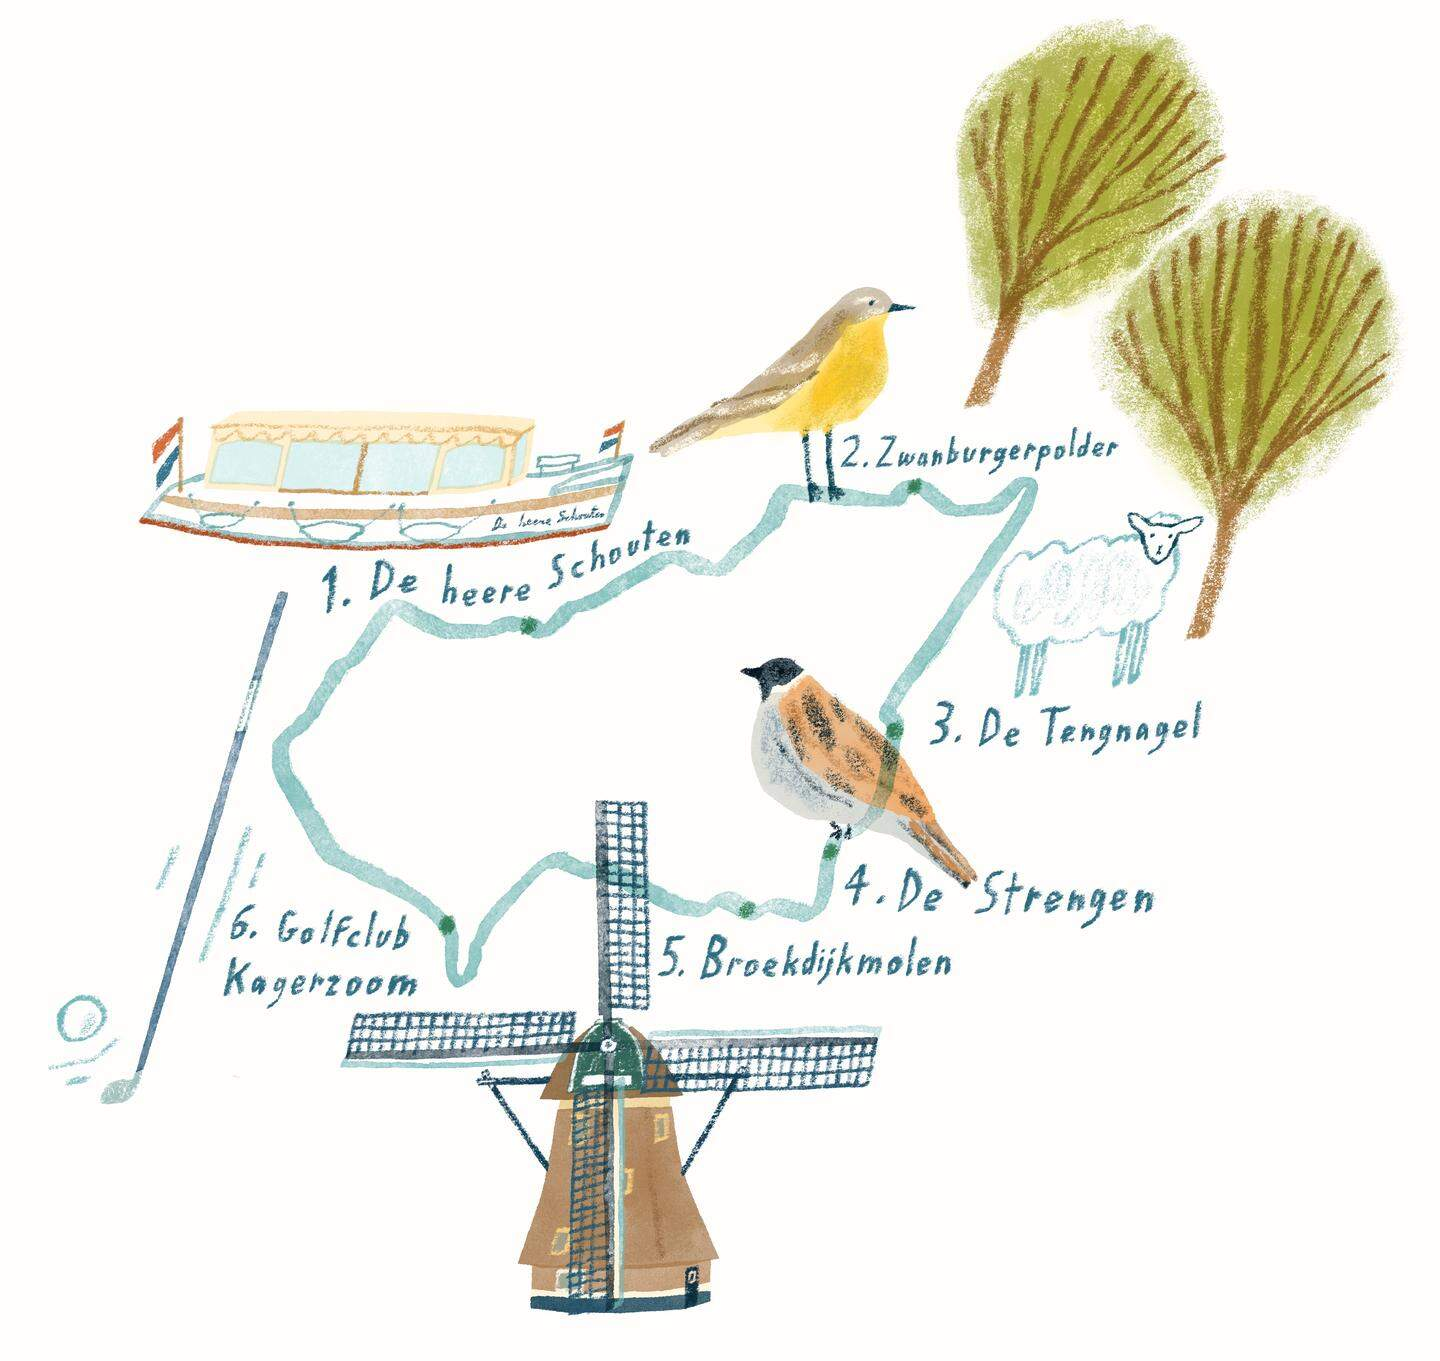 De heere Schouten
1. De heere Schouten
2. Zwanburgerpolder
3. De Tengnagel
4. De Strengen
5. Broekdijkmolen
6. Golfclub
Kagerzoom